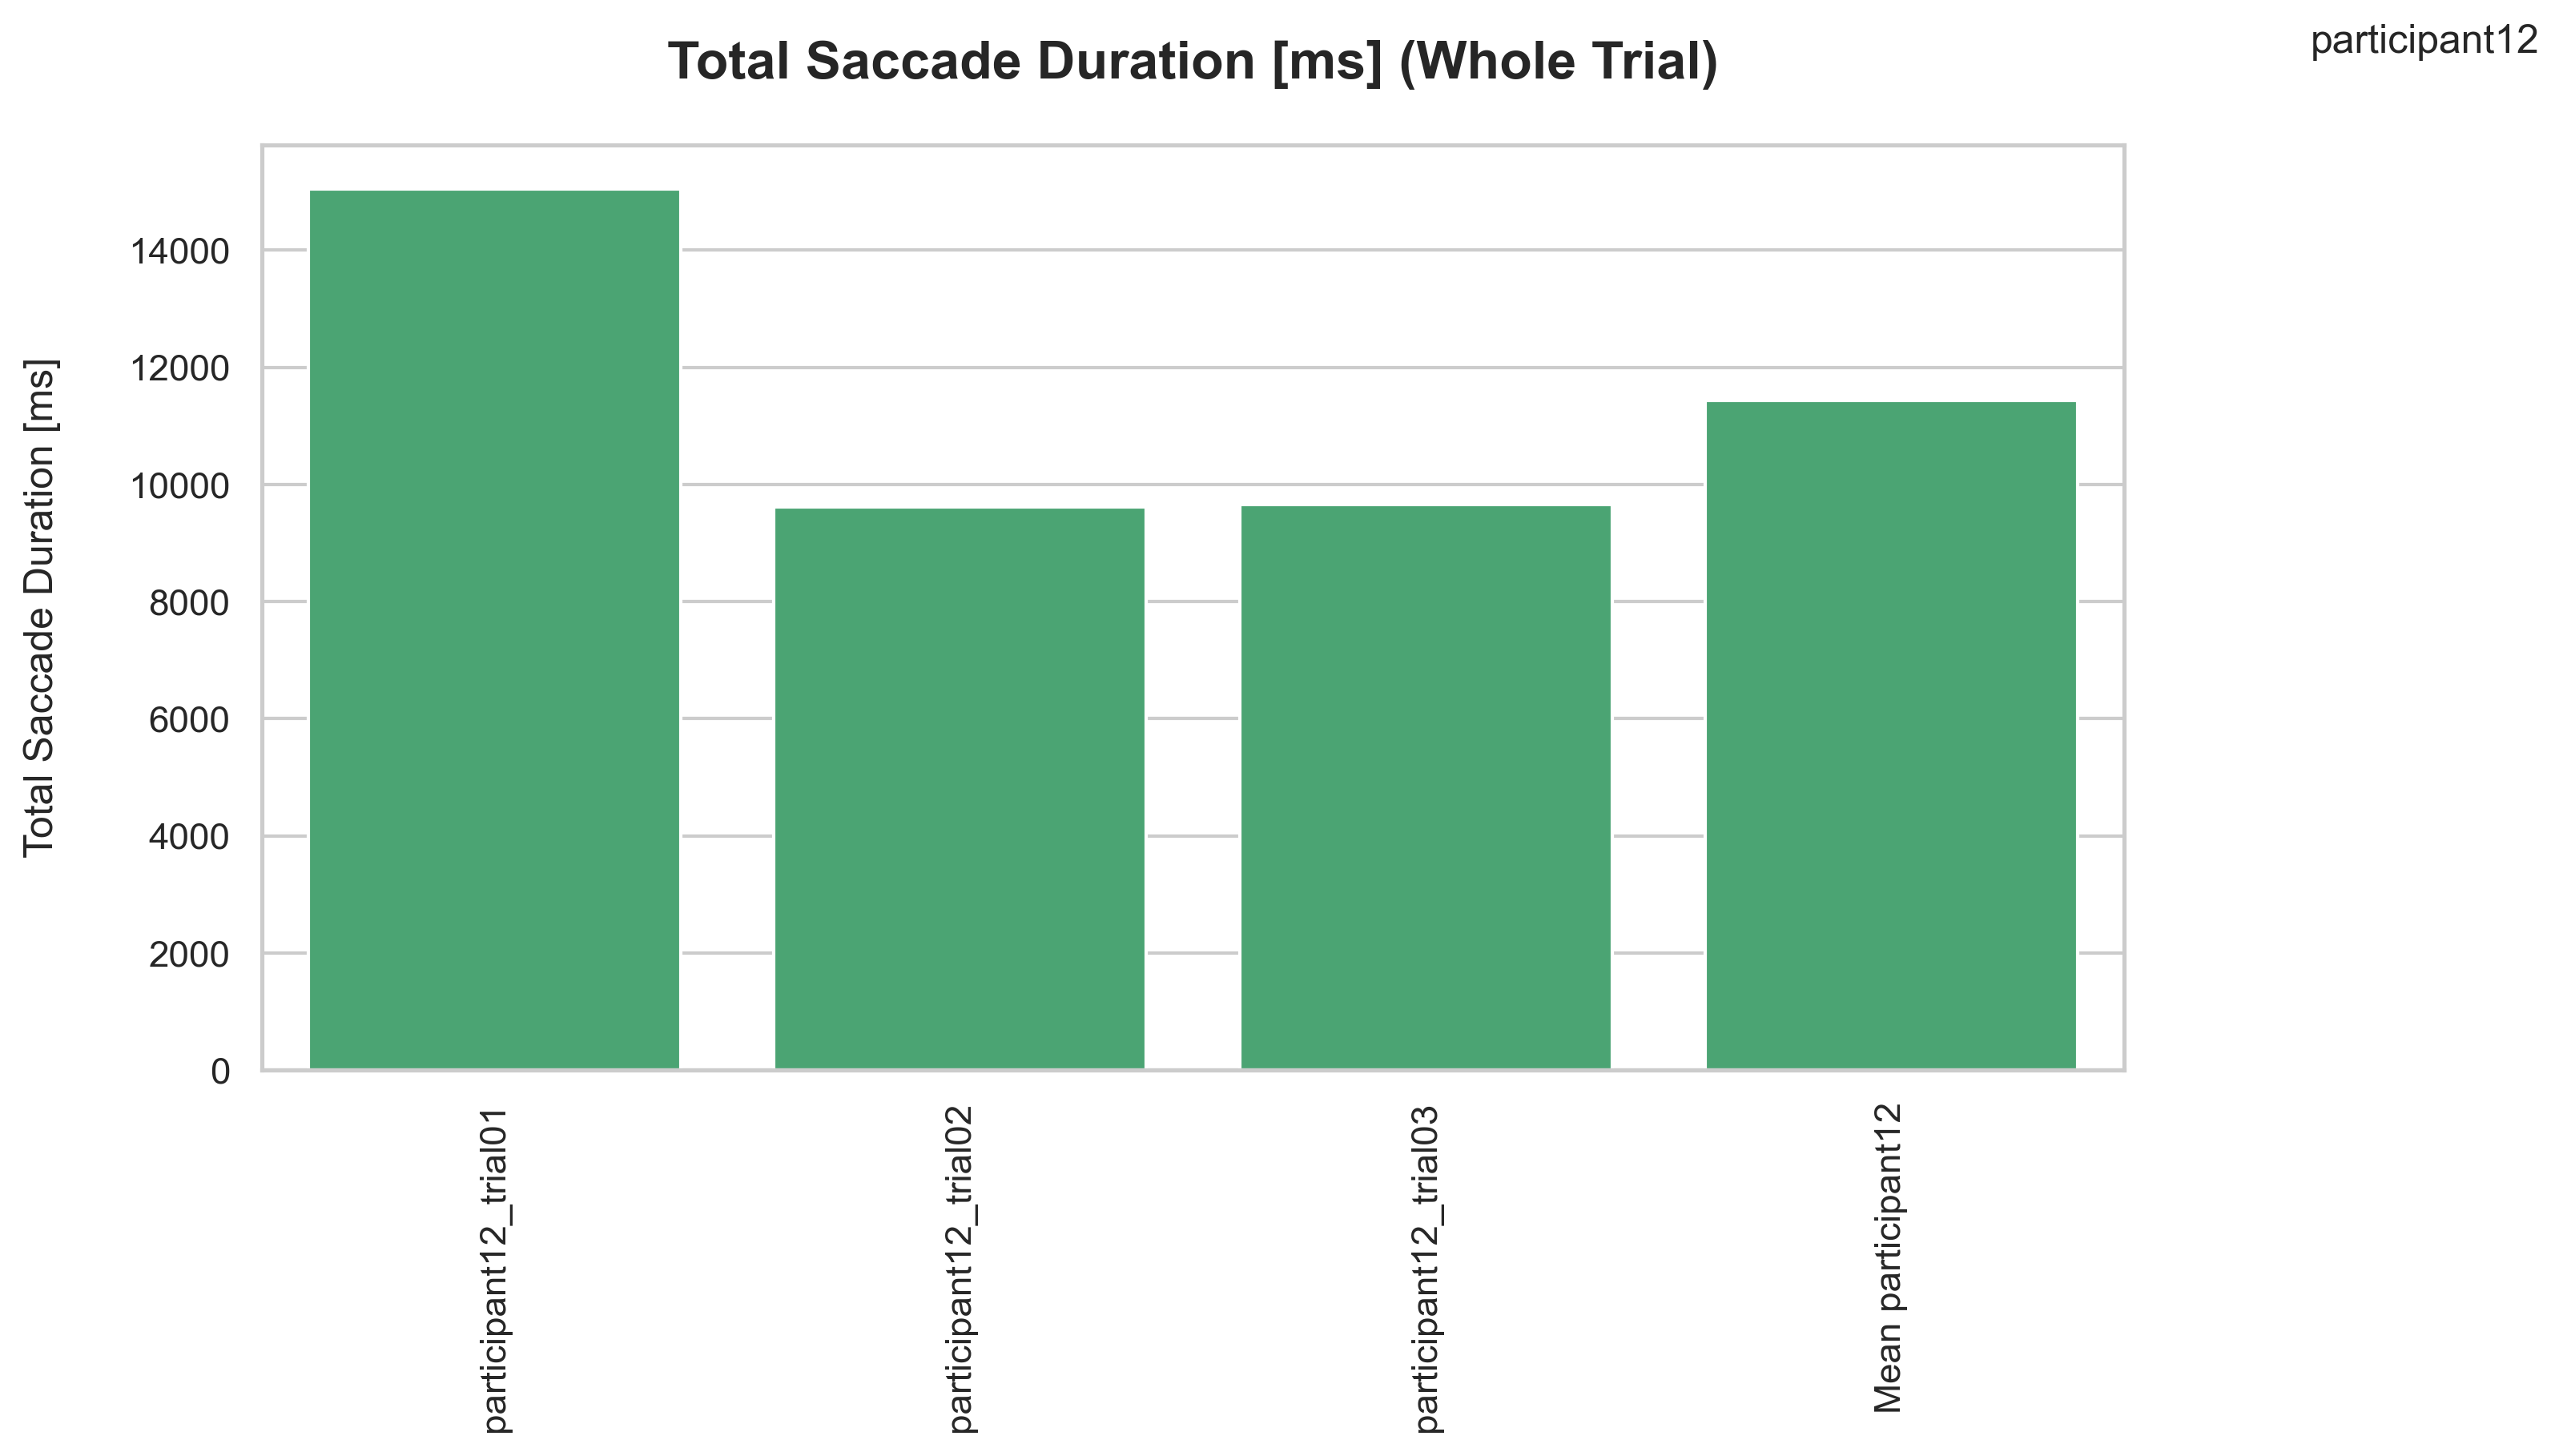 participant12
Total Saccade Duration [ms] (Whole Trial)
Total Saccade Duration [ms]
14000
12000
10000
8000
6000
4000
2000
0
participant12_trial01
participant12_trial02
participant12_trial03
Mean participant12